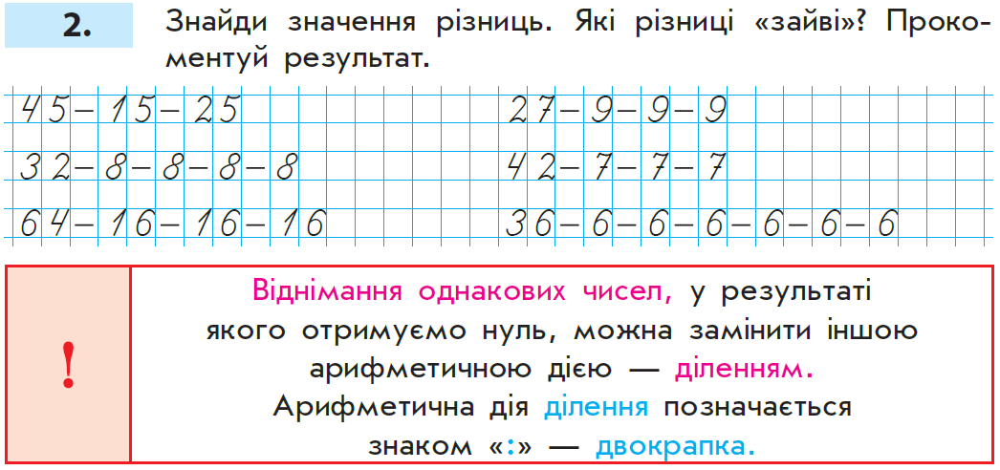 2.
Знайди значення різниць. Які різниці «зайві»? Проко-
ментуй результат.
45–15–25
27–9–9–9
32–8–8–8–8
42–7–7–7
64–16–16–16
36–6–6–6–6–6–6
!
Віднімання однакових чисел, у результаті
якого отримуємо нуль, можна замінити іншою
арифметичною дією — діленням.
Арифметична дія ділення позначається
знаком «:» — двокрапка.